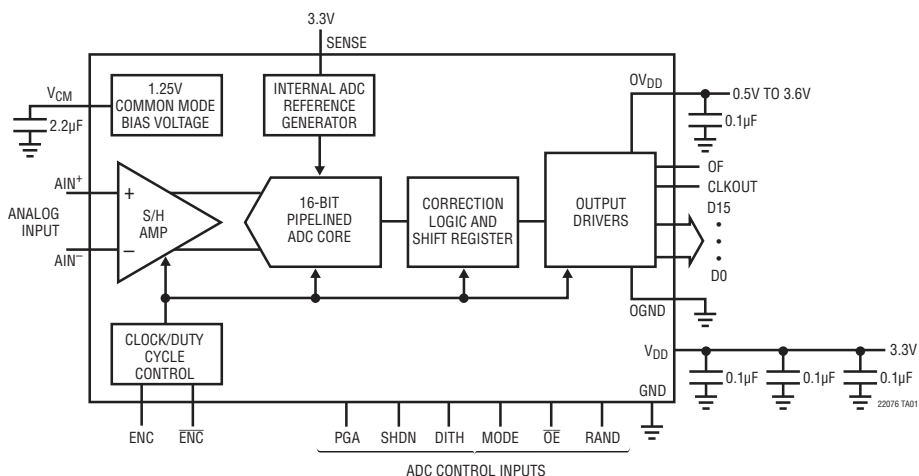 3.3V
SENSE
1.25V
COMMON MODE
BIAS VOLTAGE
INTERNAL ADC
REFERENCE
GENERATOR
VCM
2.2µF
OVDD
0.5V TO 3.6V
0.1µF
AIN+
ANALOG
INPUT
AIN–
+
–
S/H
AMP
16-BIT
PIPELINED
ADC CORE
CORRECTION
LOGIC AND
SHIFT REGISTER
OUTPUT
DRIVERS
OF
CLKOUT
D15
•
•
•
D0
OGND
CLOCK/DUTY
CYCLE
CONTROL
VDD
3.3V
0.1µF
0.1µF
0.1µF
GND
22076 TA01
ENC
ENC
PGA
SHDN
DITH
MODE
OE
RAND
ADC CONTROL INPUTS